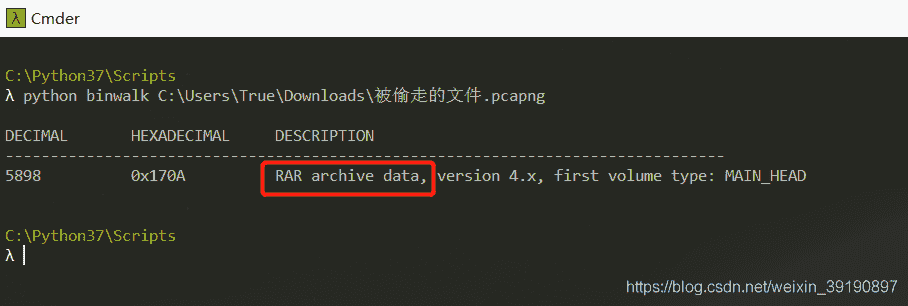 λ Cmder
C:\Python37\Scripts
λ python binwalk C:\Users\True\Downloads\被偷走的文件.pcapng
DECIMAL       HEXADECIMAL     DESCRIPTION
--------------------------------------------------------------------------------
5898          0x170A          RAR archive data, version 4.x, first volume type: MAIN_HEAD
C:\Python37\Scripts
λ
https://blog.csdn.net/weixin_39190897